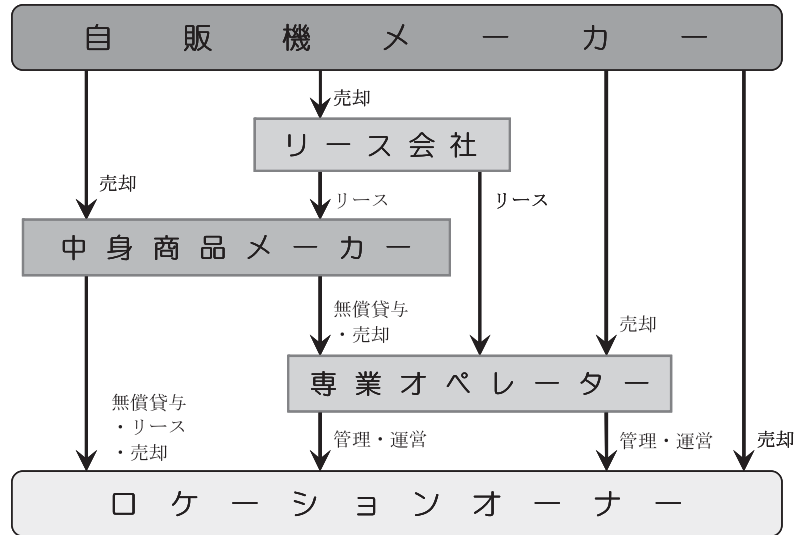 自販機メーカー
売却
リース会社
売却
リース
リース
中身商品メーカー
無償貸与
・売却
売却
専業オペレーター
無償貸与
・リース
・売却
管理・運営
管理・運営
売却
ロケーションオーナー